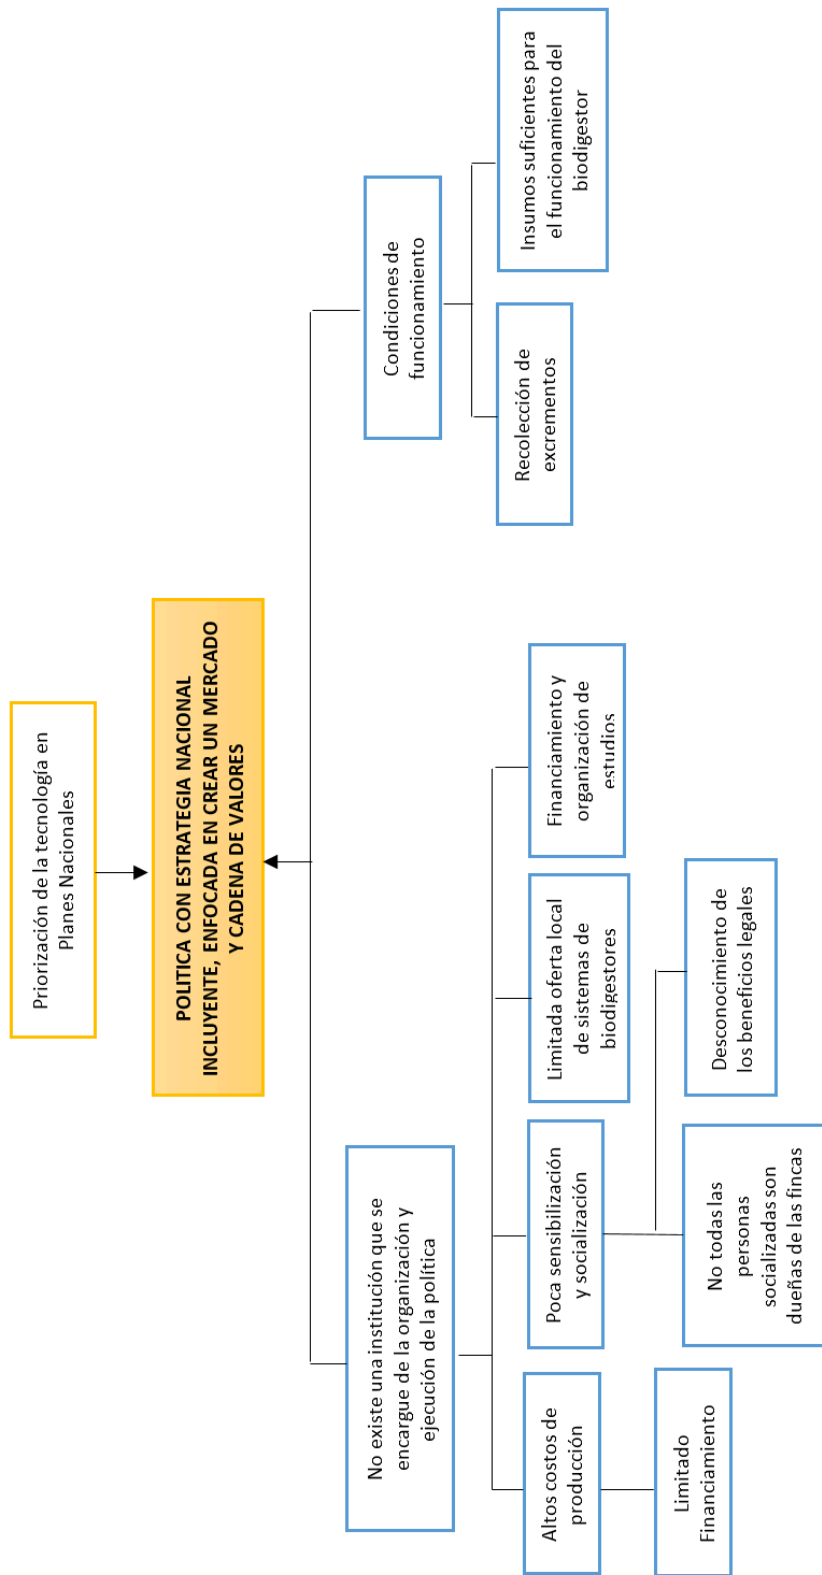 Priorización de la tecnología en
Planes Nacionales
POLITICA CON ESTRATEGIA NACIONAL
INCLUYENTE, ENFOCADA EN CREAR UN MERCADO
Y CADENA DE VALORES
No existe una institución que se
encargue de la organización y
ejecución de la política
Condiciones de
funcionamiento
Altos costos de
producción
Poca sensibilización
y socialización
Limitada oferta local
de sistemas de
biodigestores
Financiamiento y
organización de
estudios
Recolección de
excrementos
Insumos suficientes para
el funcionamiento del
biodigestor
Limitado
Financiamiento
No todas las
personas
socializadas son
dueñas de las fincas
Desconocimiento de
los beneficios legales